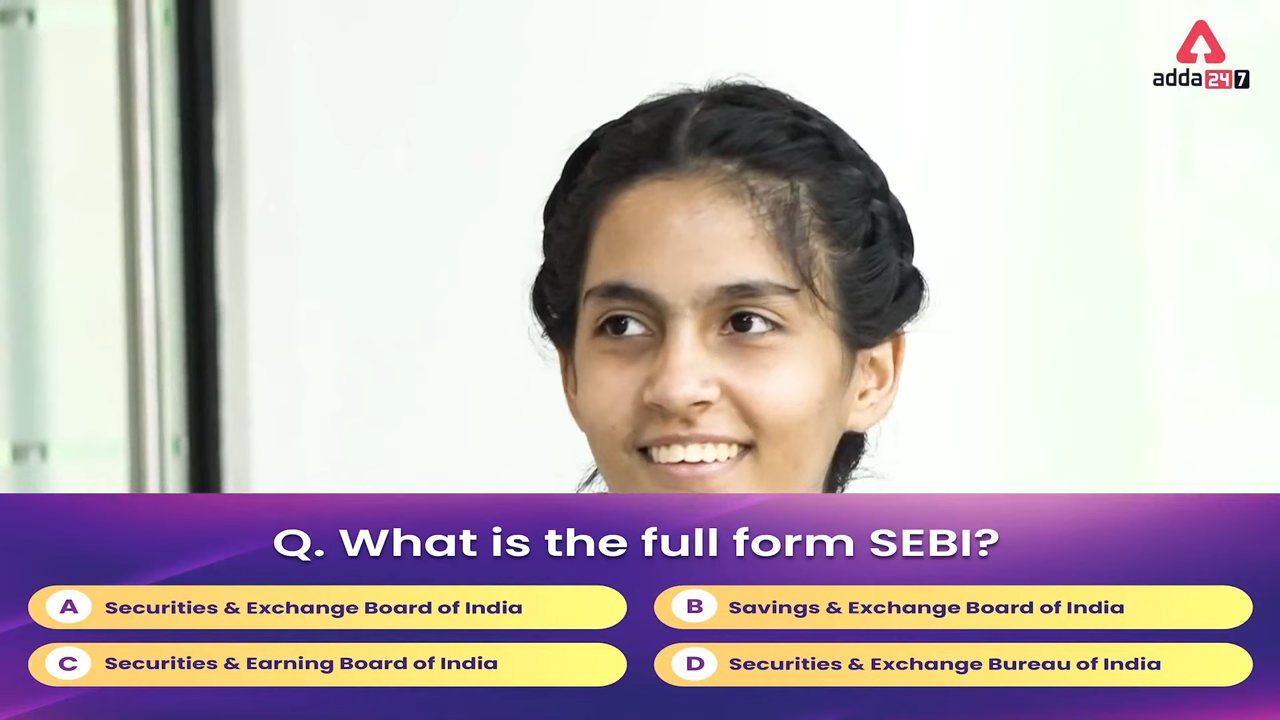 adda247
Q. What is the full form SEBI?
A Securities & Exchange Board of India
B Savings & Exchange Board of India
C Securities & Earning Board of India
D Securities & Exchange Bureau of India